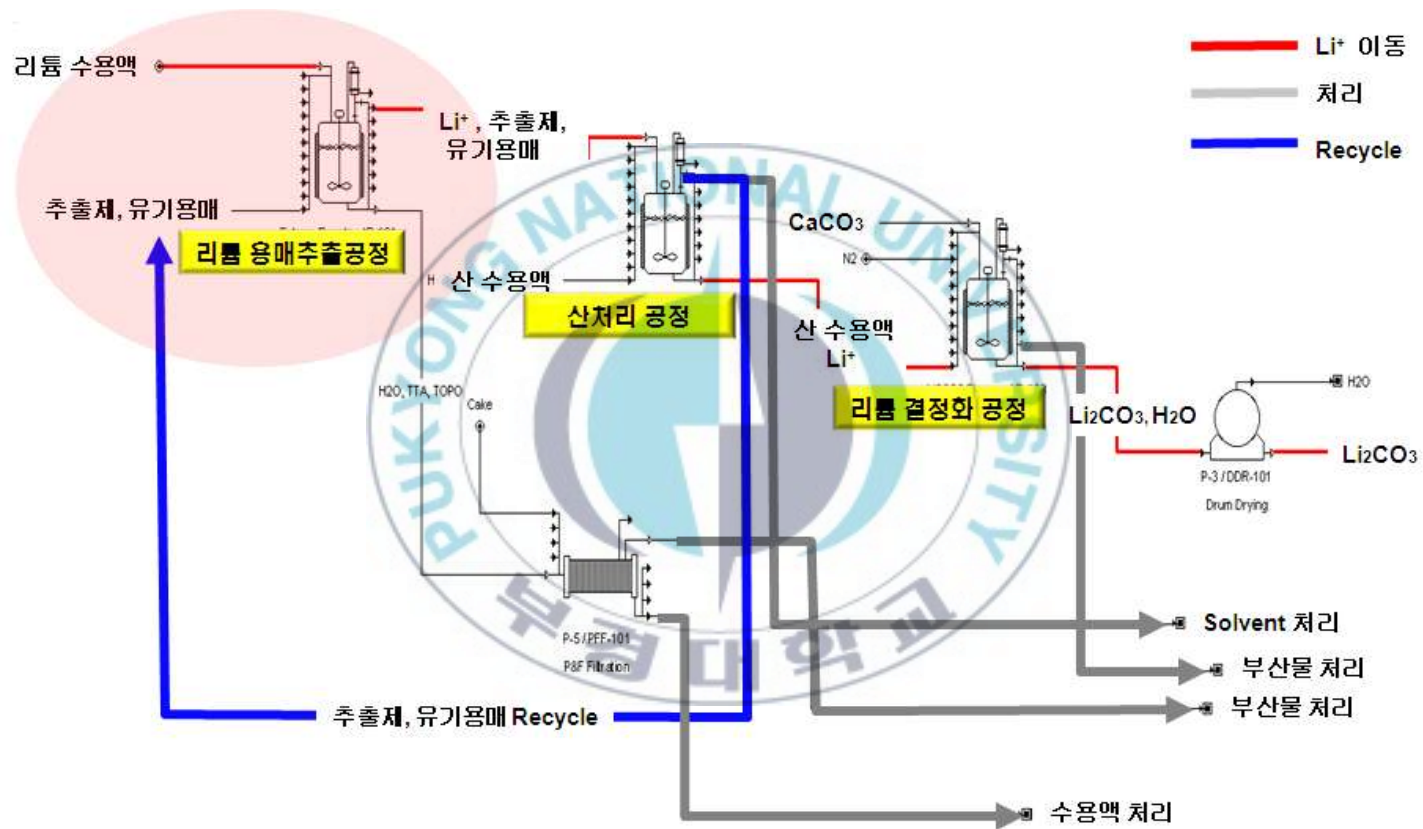 리튬 수용액
Li⁺ 이동
처리
Recycle
Li⁺ , 추출제,
유기용매
추출제, 유기용매
리튬 용매추출공정
H
산 수용액
산처리 공정
CaCO₃
N2
산 수용액
Li⁺
리튬 결정화 공정
Li₂CO₃, H₂O
H2O
Li₂CO₃
P-3 / DDR-101
Drum Drying
H2O, TTA, TOPO
Cake
P-5 / PFF-101
P&F Filtration
Solvent 처리
부산물 처리
부산물 처리
추출제, 유기용매 Recycle
수용액 처리
PUKYONG NATIONAL UNIVERSITY
부경대학교